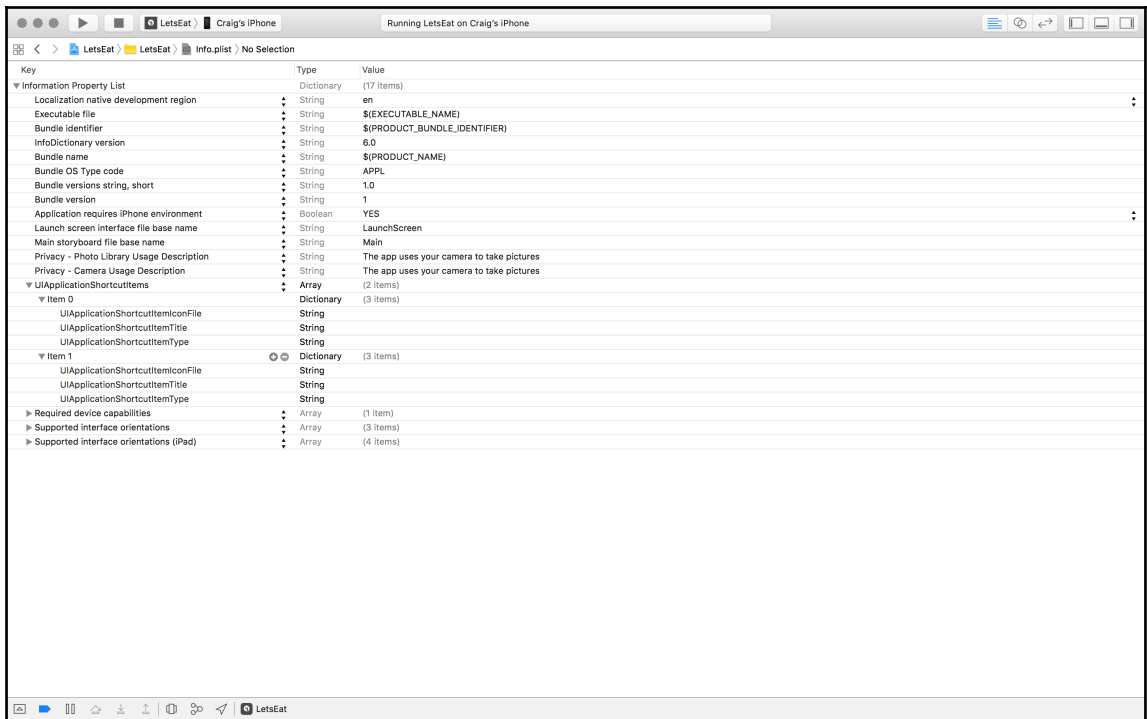 LetsEat Craig's iPhone Running LetsEat on Craig's iPhone
LetsEat LetsEat Info.plist No Selection
Key Type Value
Information Property List Dictionary (17 items)
Localization native development region String en
Executable file String $(EXECUTABLE_NAME)
Bundle identifier String $(PRODUCT_BUNDLE_IDENTIFIER)
InfoDictionary version String 6.0
Bundle name String $(PRODUCT_NAME)
Bundle OS Type code String APPL
Bundle versions string, short String 1.0
Bundle version String 1
Application requires iPhone environment Boolean YES
Launch screen interface file base name String LaunchScreen
Main storyboard file base name String Main
Privacy - Photo Library Usage Description String The app uses your camera to take pictures
Privacy - Camera Usage Description String The app uses your camera to take pictures
UIApplicationShortcutItems Array (2 items)
Item 0 Dictionary (3 items)
UIApplicationShortcutItemIconFile String
UIApplicationShortcutItemTitle String
UIApplicationShortcutItemType String
Item 1 Dictionary (3 items)
UIApplicationShortcutItemIconFile String
UIApplicationShortcutItemTitle String
UIApplicationShortcutItemType String
Required device capabilities Array (1 item)
Supported interface orientations Array (3 items)
Supported interface orientations (iPad) Array (4 items)
LetsEat